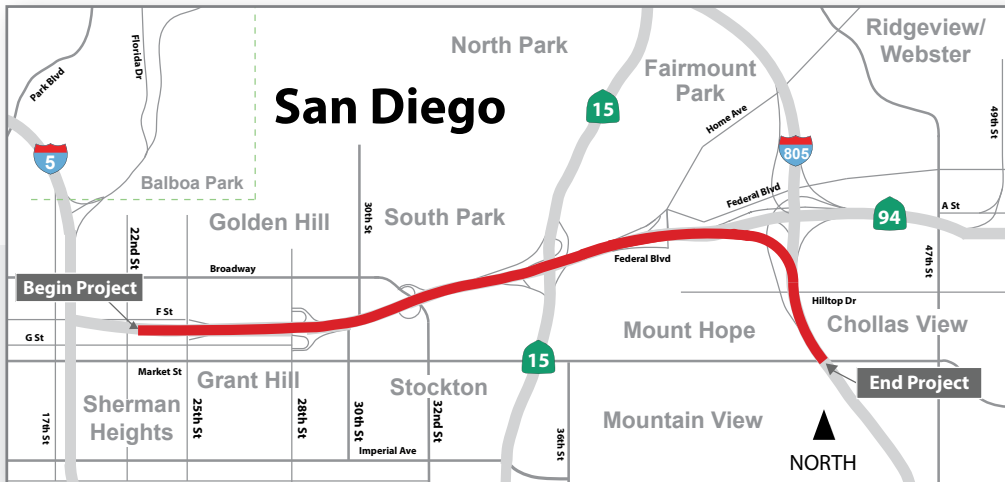 Ridgeview/
Webster
North Park
Fairmount
Park
Park Blvd
Florida Dr
San Diego
15
Home Ave
49th St
5
805
Balboa Park
Federal Blvd
A St
94
Golden Hill
30th St
South Park
22nd St
Broadway
Federal Blvd
47th St
Begin Project
F St
Hilltop Dr
Mount Hope
Chollas View
G St
15
Market St
Grant Hill
Stockton
End Project
Sherman
Heights
17th St
25th St
28th St
30th St
32nd St
36th St
Mountain View
Imperial Ave
NORTH